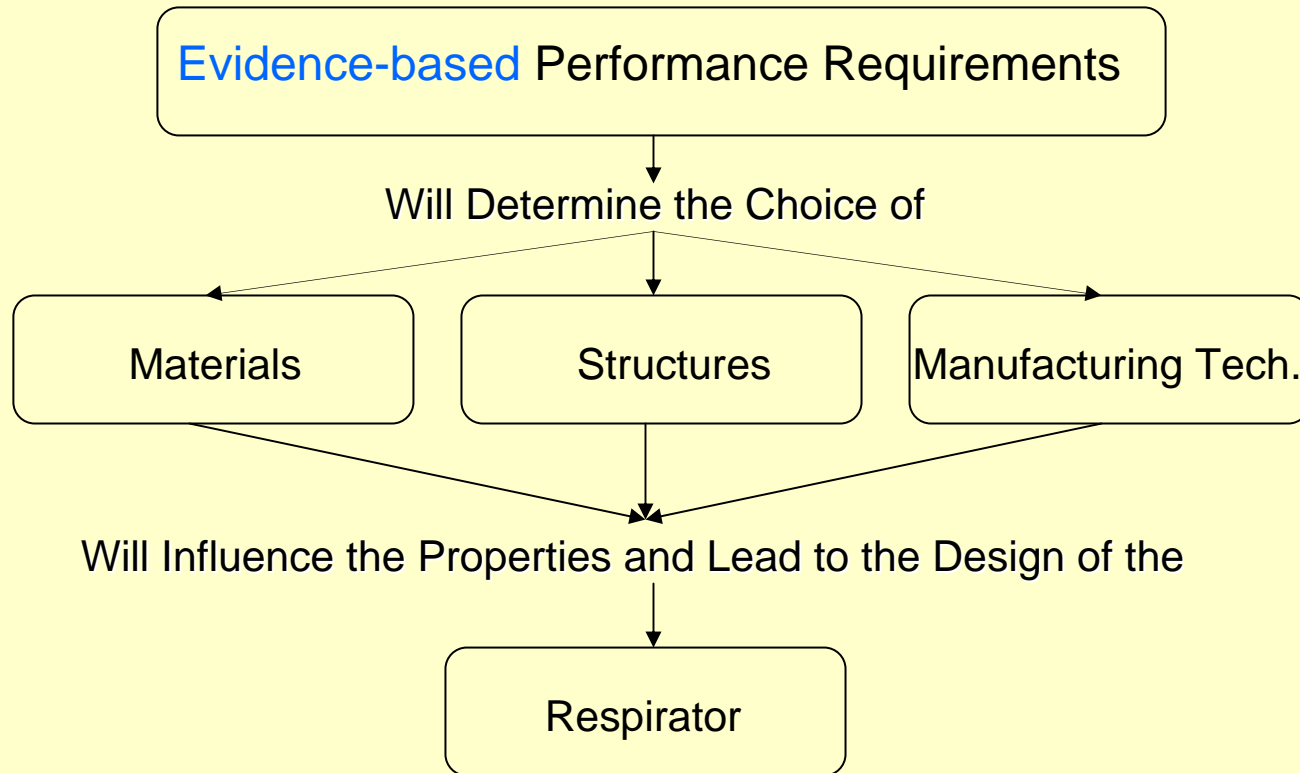 Evidence-based Performance Requirements
Will Determine the Choice of
Materials
Structures
Manufacturing Tech.
Will Influence the Properties and Lead to the Design of the
Respirator